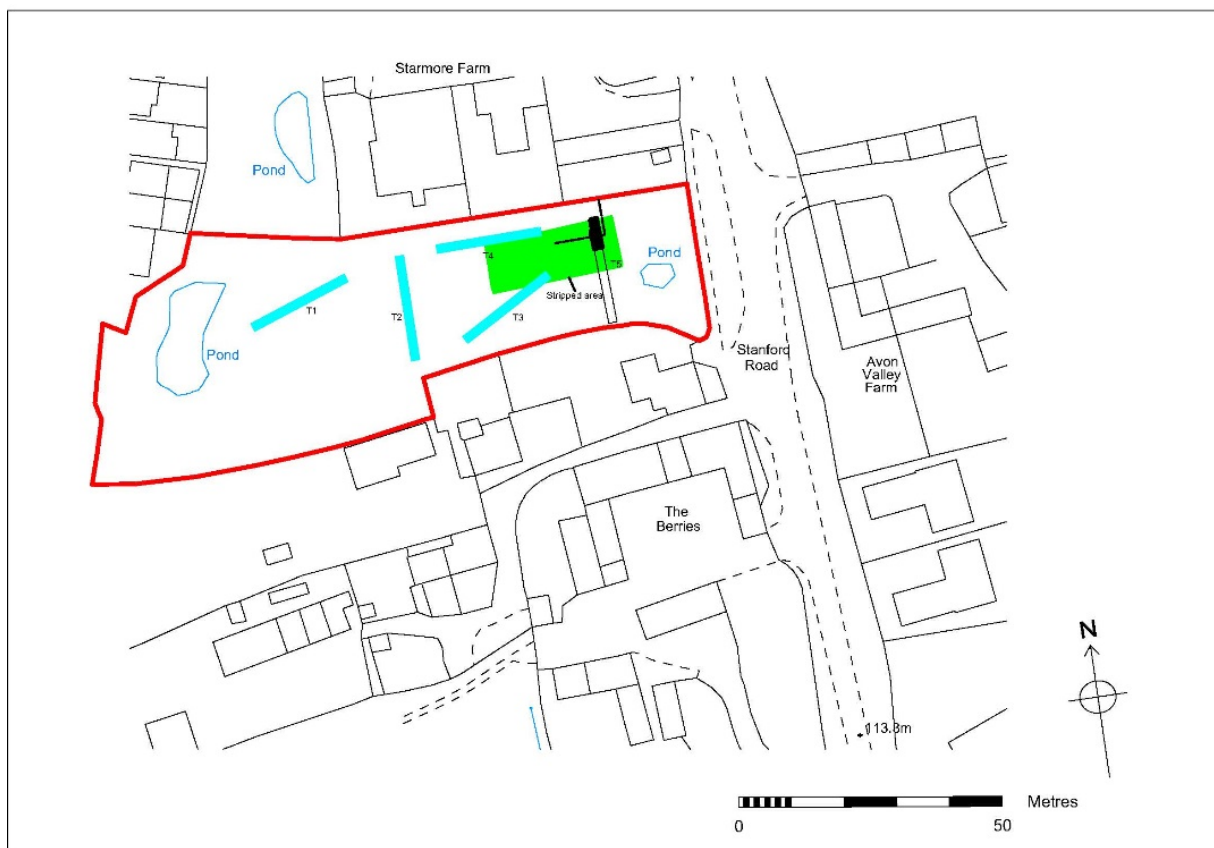 Starmore Farm
Pond
T4
T5
Pond
Stripped area
T1
T2
T3
Pond
Stanford
Road
Avon
Valley
Farm
The
Berries
N
113.8m
Metres
0
50